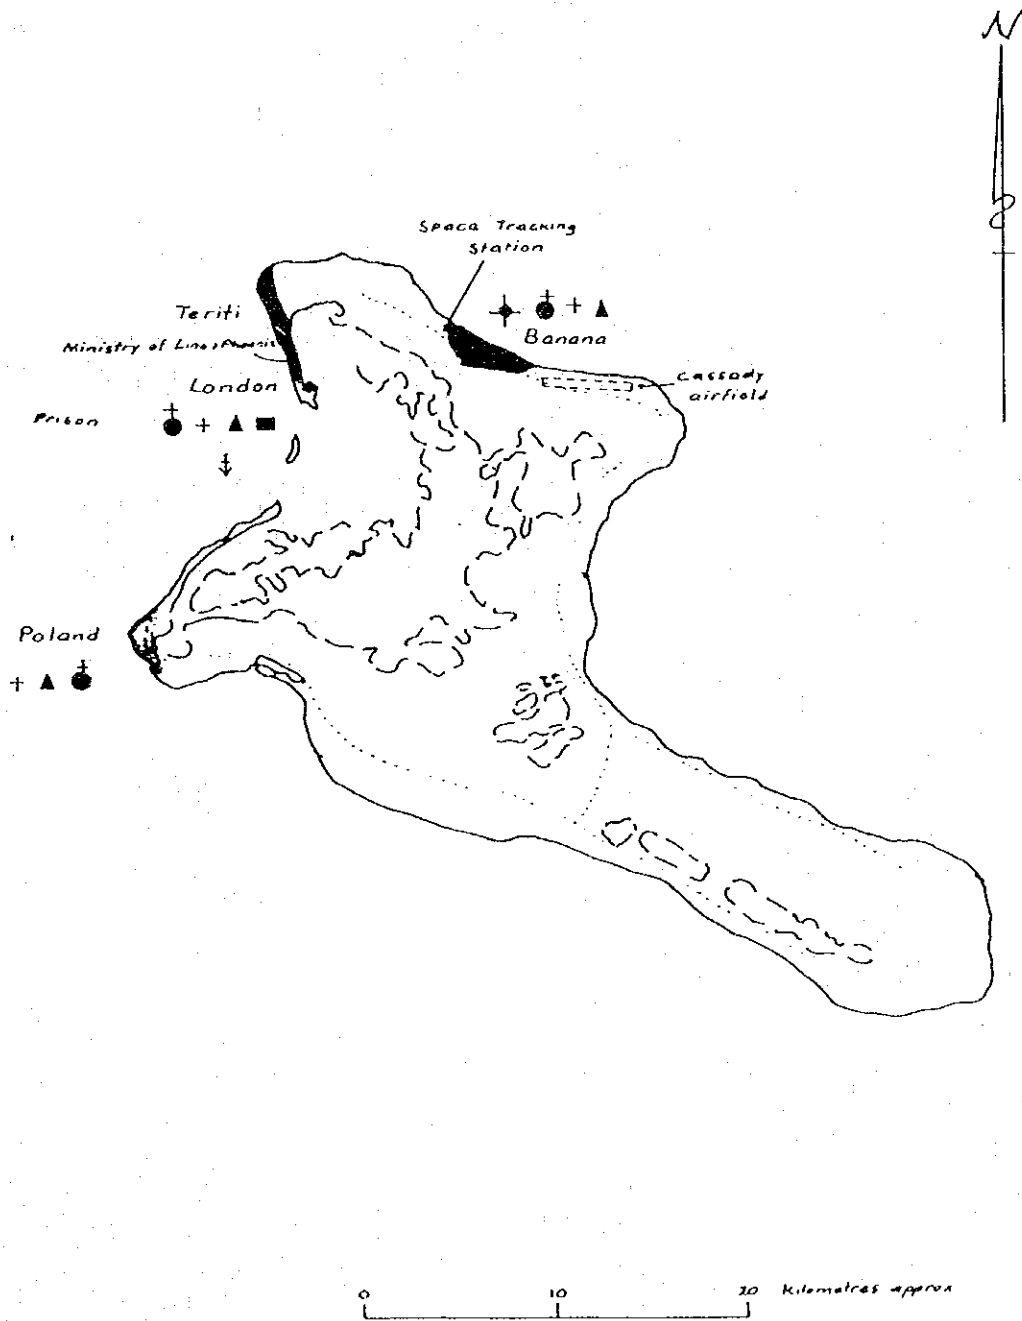 N
Space Tracking
Station
Teriti
Banana
Ministry of Line & Phoenix
London
Cassady
airfield
Prison
Poland
0 10 20 Kilometres approx